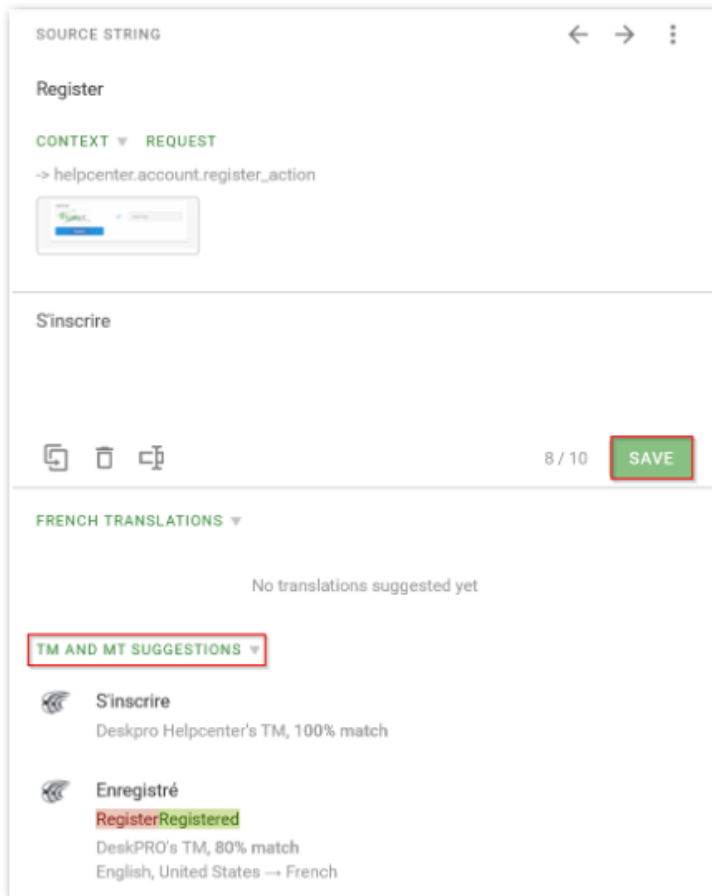 SOURCE STRING
Register
CONTEXT REQUEST
-> helpcenter.account.register_action
S'inscrire
8 / 10 SAVE
FRENCH TRANSLATIONS
No translations suggested yet
TM AND MT SUGGESTIONS
S'inscrire
Deskpro Helpcenter's TM, 100% match
Enregistré
RegisterRegistered
DeskPRO's TM, 80% match
English, United States → French